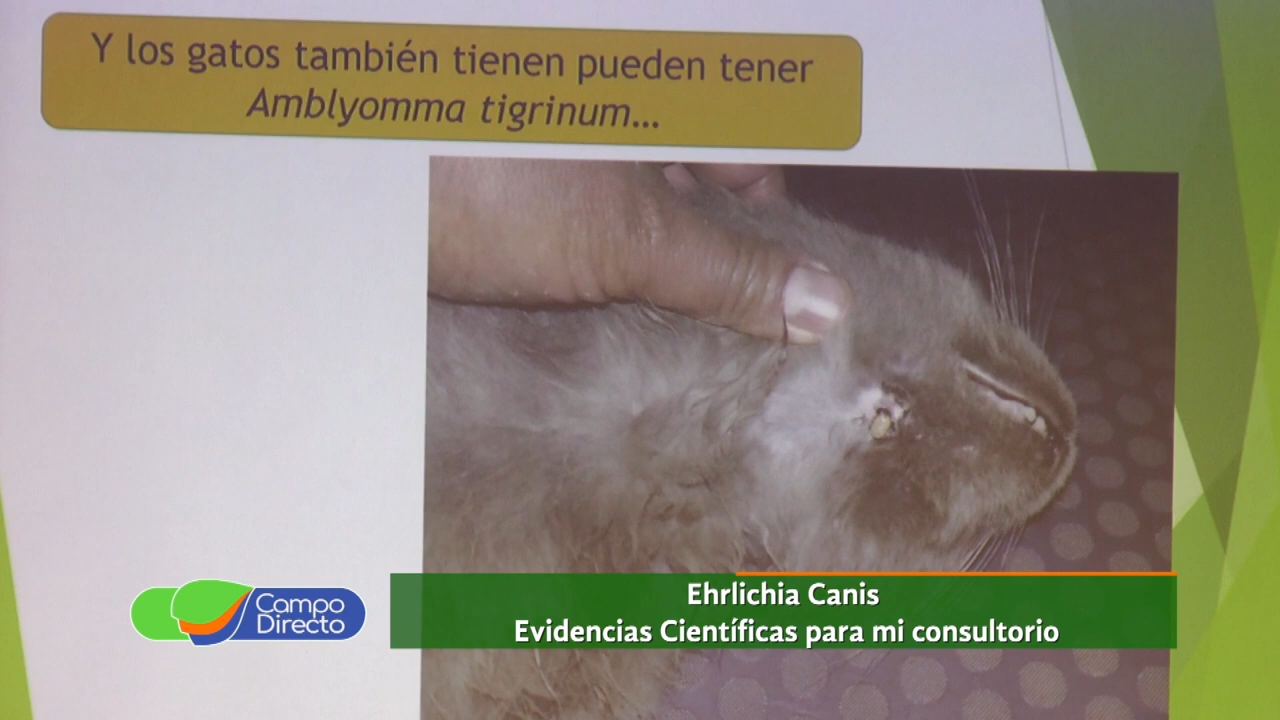 Y los gatos también tienen pueden tener
Amblyomma tigrinum...
Campo
Directo
Ehrlichia Canis
Evidencias Científicas para mi consultorio